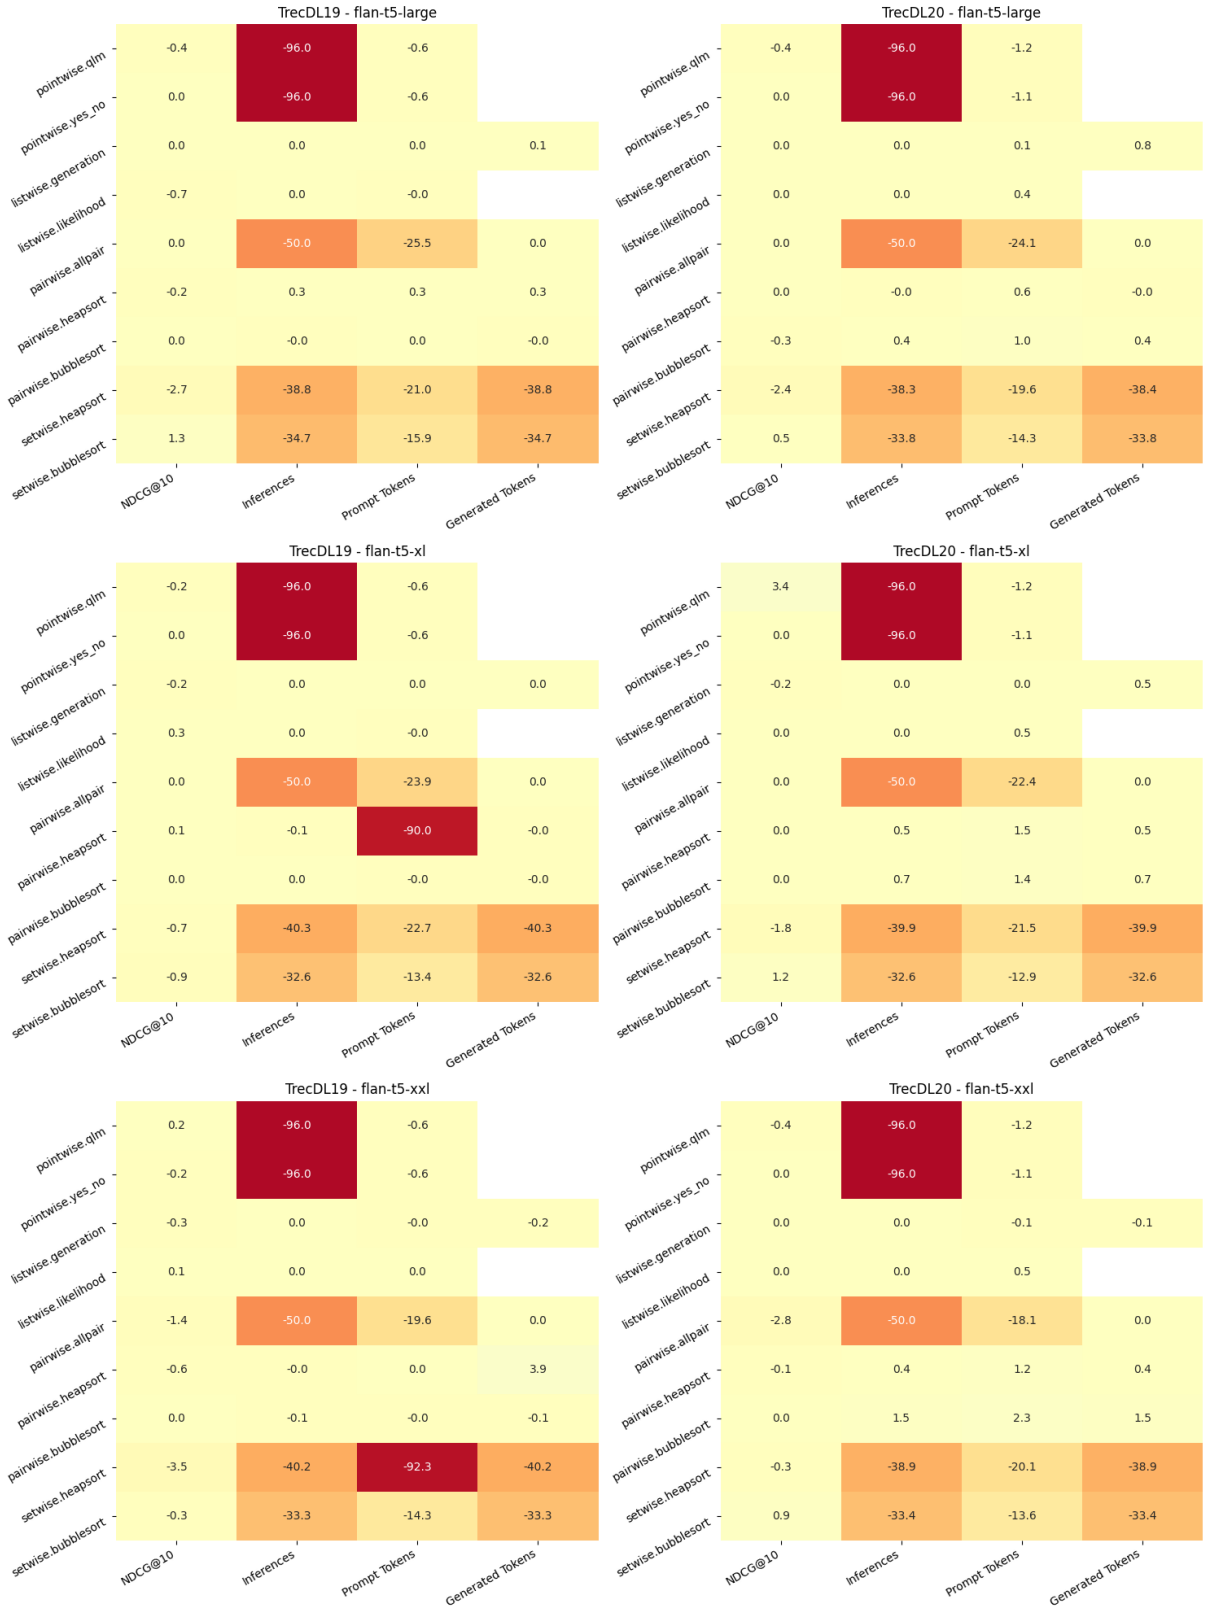 TrecDL19 - flan-t5-large
pointwise.qlm -0.4 -96.0 -0.6
pointwise.yes_no 0.0 -96.0 -0.6
listwise.generation 0.0 0.0 0.0 0.1
listwise.likelihood -0.7 0.0 -0.0
pairwise.allpair 0.0 -50.0 -25.5 0.0
pairwise.heapsort -0.2 0.3 0.3 0.3
pairwise.bubblesort 0.0 -0.0 0.0 -0.0
setwise.heapsort -2.7 -38.8 -21.0 -38.8
setwise.bubblesort 1.3 -34.7 -15.9 -34.7
NDCG@10 Inferences Prompt Tokens Generated Tokens
TrecDL20 - flan-t5-large
pointwise.qlm -0.4 -96.0 -1.2
pointwise.yes_no 0.0 -96.0 -1.1
listwise.generation 0.0 0.0 0.1 0.8
listwise.likelihood 0.0 0.0 0.4
pairwise.allpair 0.0 -50.0 -24.1 0.0
pairwise.heapsort 0.0 -0.0 0.6 -0.0
pairwise.bubblesort -0.3 0.4 1.0 0.4
setwise.heapsort -2.4 -38.3 -19.6 -38.4
setwise.bubblesort 0.5 -33.8 -14.3 -33.8
NDCG@10 Inferences Prompt Tokens Generated Tokens
TrecDL19 - flan-t5-xl
pointwise.qlm -0.2 -96.0 -0.6
pointwise.yes_no 0.0 -96.0 -0.6
listwise.generation -0.2 0.0 0.0 0.0
listwise.likelihood 0.3 0.0 -0.0
pairwise.allpair 0.0 -50.0 -23.9 0.0
pairwise.heapsort 0.1 -0.1 -90.0 -0.0
pairwise.bubblesort 0.0 0.0 -0.0 -0.0
setwise.heapsort -0.7 -40.3 -22.7 -40.3
setwise.bubblesort -0.9 -32.6 -13.4 -32.6
NDCG@10 Inferences Prompt Tokens Generated Tokens
TrecDL20 - flan-t5-xl
pointwise.qlm 3.4 -96.0 -1.2
pointwise.yes_no 0.0 -96.0 -1.1
listwise.generation -0.2 0.0 0.0 0.5
listwise.likelihood 0.0 0.0 0.5
pairwise.allpair 0.0 -50.0 -22.4 0.0
pairwise.heapsort 0.0 0.5 1.5 0.5
pairwise.bubblesort 0.0 0.7 1.4 0.7
setwise.heapsort -1.8 -39.9 -21.5 -39.9
setwise.bubblesort 1.2 -32.6 -12.9 -32.6
NDCG@10 Inferences Prompt Tokens Generated Tokens
TrecDL19 - flan-t5-xxl
pointwise.qlm 0.2 -96.0 -0.6
pointwise.yes_no -0.2 -96.0 -0.6
listwise.generation -0.3 0.0 -0.0 -0.2
listwise.likelihood 0.1 0.0 0.0
pairwise.allpair -1.4 -50.0 -19.6 0.0
pairwise.heapsort -0.6 -0.0 0.0 3.9
pairwise.bubblesort 0.0 -0.1 -0.0 -0.1
setwise.heapsort -3.5 -40.2 -92.3 -40.2
setwise.bubblesort -0.3 -33.3 -14.3 -33.3
NDCG@10 Inferences Prompt Tokens Generated Tokens
TrecDL20 - flan-t5-xxl
pointwise.qlm -0.4 -96.0 -1.2
pointwise.yes_no 0.0 -96.0 -1.1
listwise.generation 0.0 0.0 -0.1 -0.1
listwise.likelihood 0.0 0.0 0.5
pairwise.allpair -2.8 -50.0 -18.1 0.0
pairwise.heapsort -0.1 0.4 1.2 0.4
pairwise.bubblesort 0.0 1.5 2.3 1.5
setwise.heapsort -0.3 -38.9 -20.1 -38.9
setwise.bubblesort 0.9 -33.4 -13.6 -33.4
NDCG@10 Inferences Prompt Tokens Generated Tokens